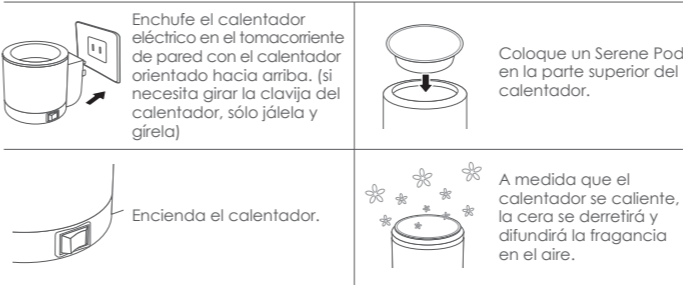 Enchufe el calentador
eléctrico en el tomacorriente
de pared con el calentador
orientado hacia arriba. (si
necesita girar la clavija del
calentador, sólo jálela y
gírela)
Coloque un Serene Pod
en la parte superior del
calentador.
Encienda el calentador.
A medida que el
calentador se caliente,
la cera se derretirá y
difundirá la fragancia
en el aire.